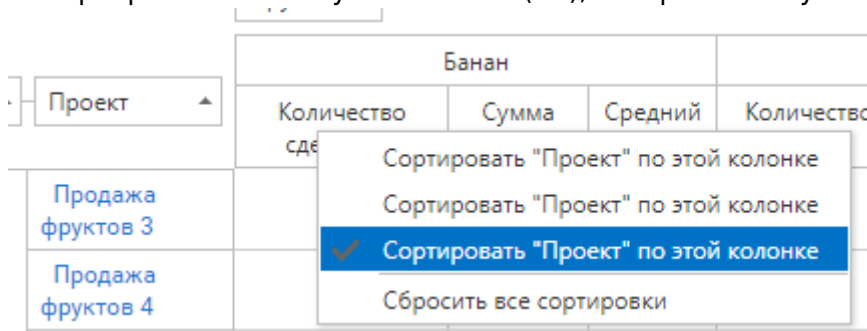 Банан
Проект
Количество
Сумма
Средний
Сортировать "Проект" по этой колонке
Сортировать "Проект" по этой колонке
Сортировать "Проект" по этой колонке
Сбросить все сортировки
Продажа
фруктов 3
Продажа
фруктов 4